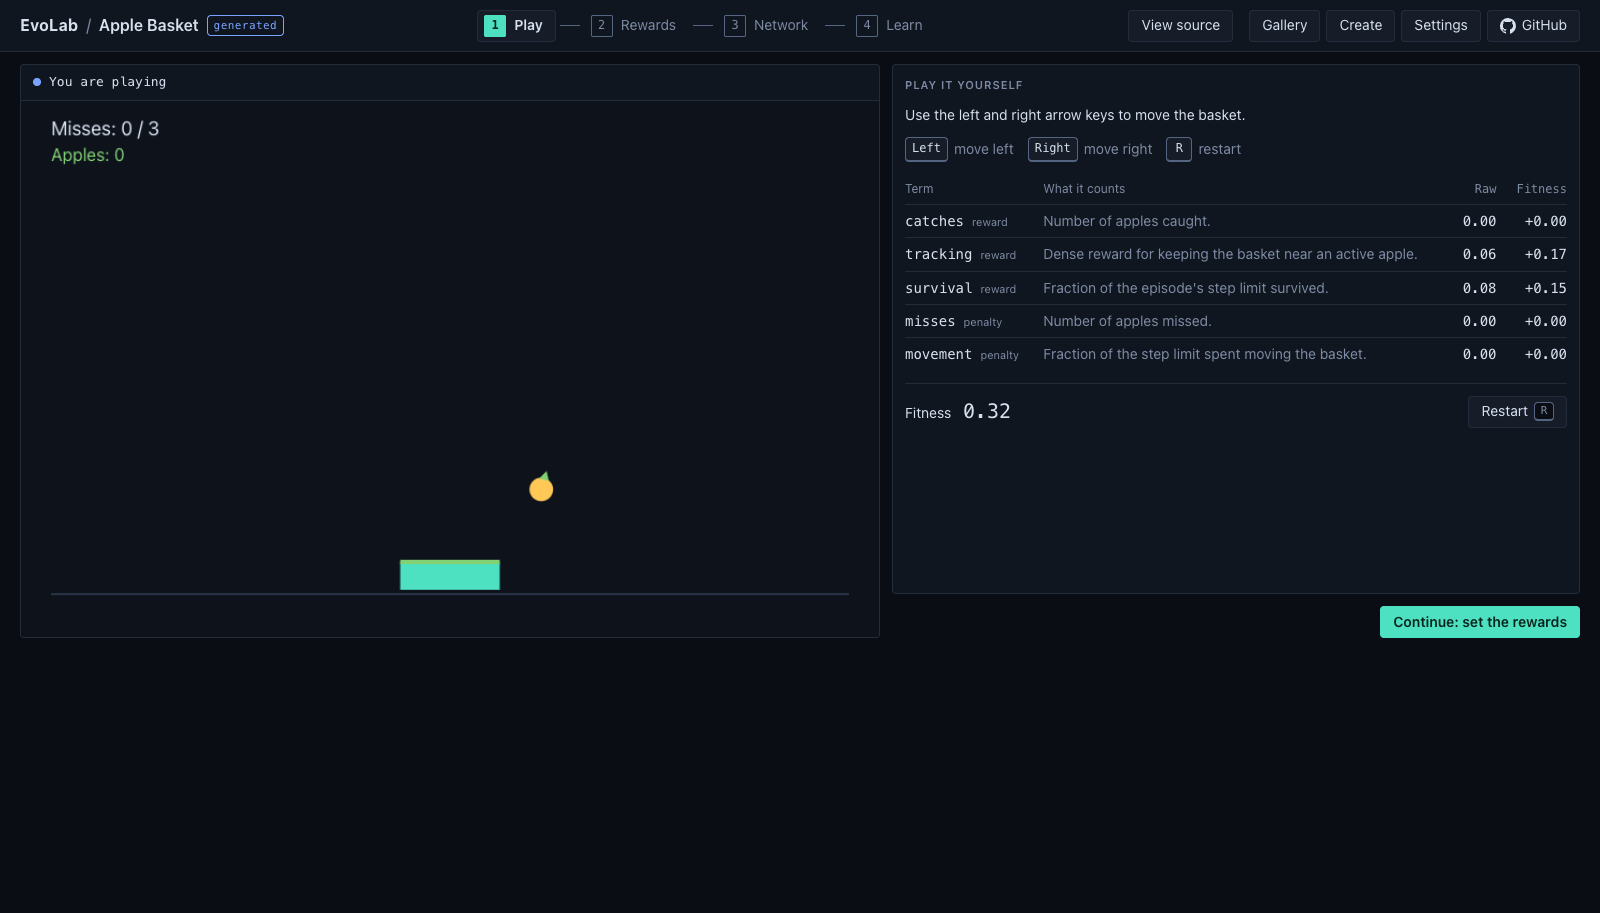 EvoLab / Apple Basket generated
1 Play
2 Rewards
3 Network
4 Learn
View source
Gallery
Create
Settings
GitHub
You are playing
Misses: 0 / 3
Apples: 0
PLAY IT YOURSELF
Use the left and right arrow keys to move the basket.
Left move left Right move right R restart
Term What it counts Raw Fitness
catches reward Number of apples caught. 0.00 +0.00
tracking reward Dense reward for keeping the basket near an active apple. 0.06 +0.17
survival reward Fraction of the episode's step limit survived. 0.08 +0.15
misses penalty Number of apples missed. 0.00 +0.00
movement penalty Fraction of the step limit spent moving the basket. 0.00 +0.00
Fitness 0.32
Restart R
Continue: set the rewards